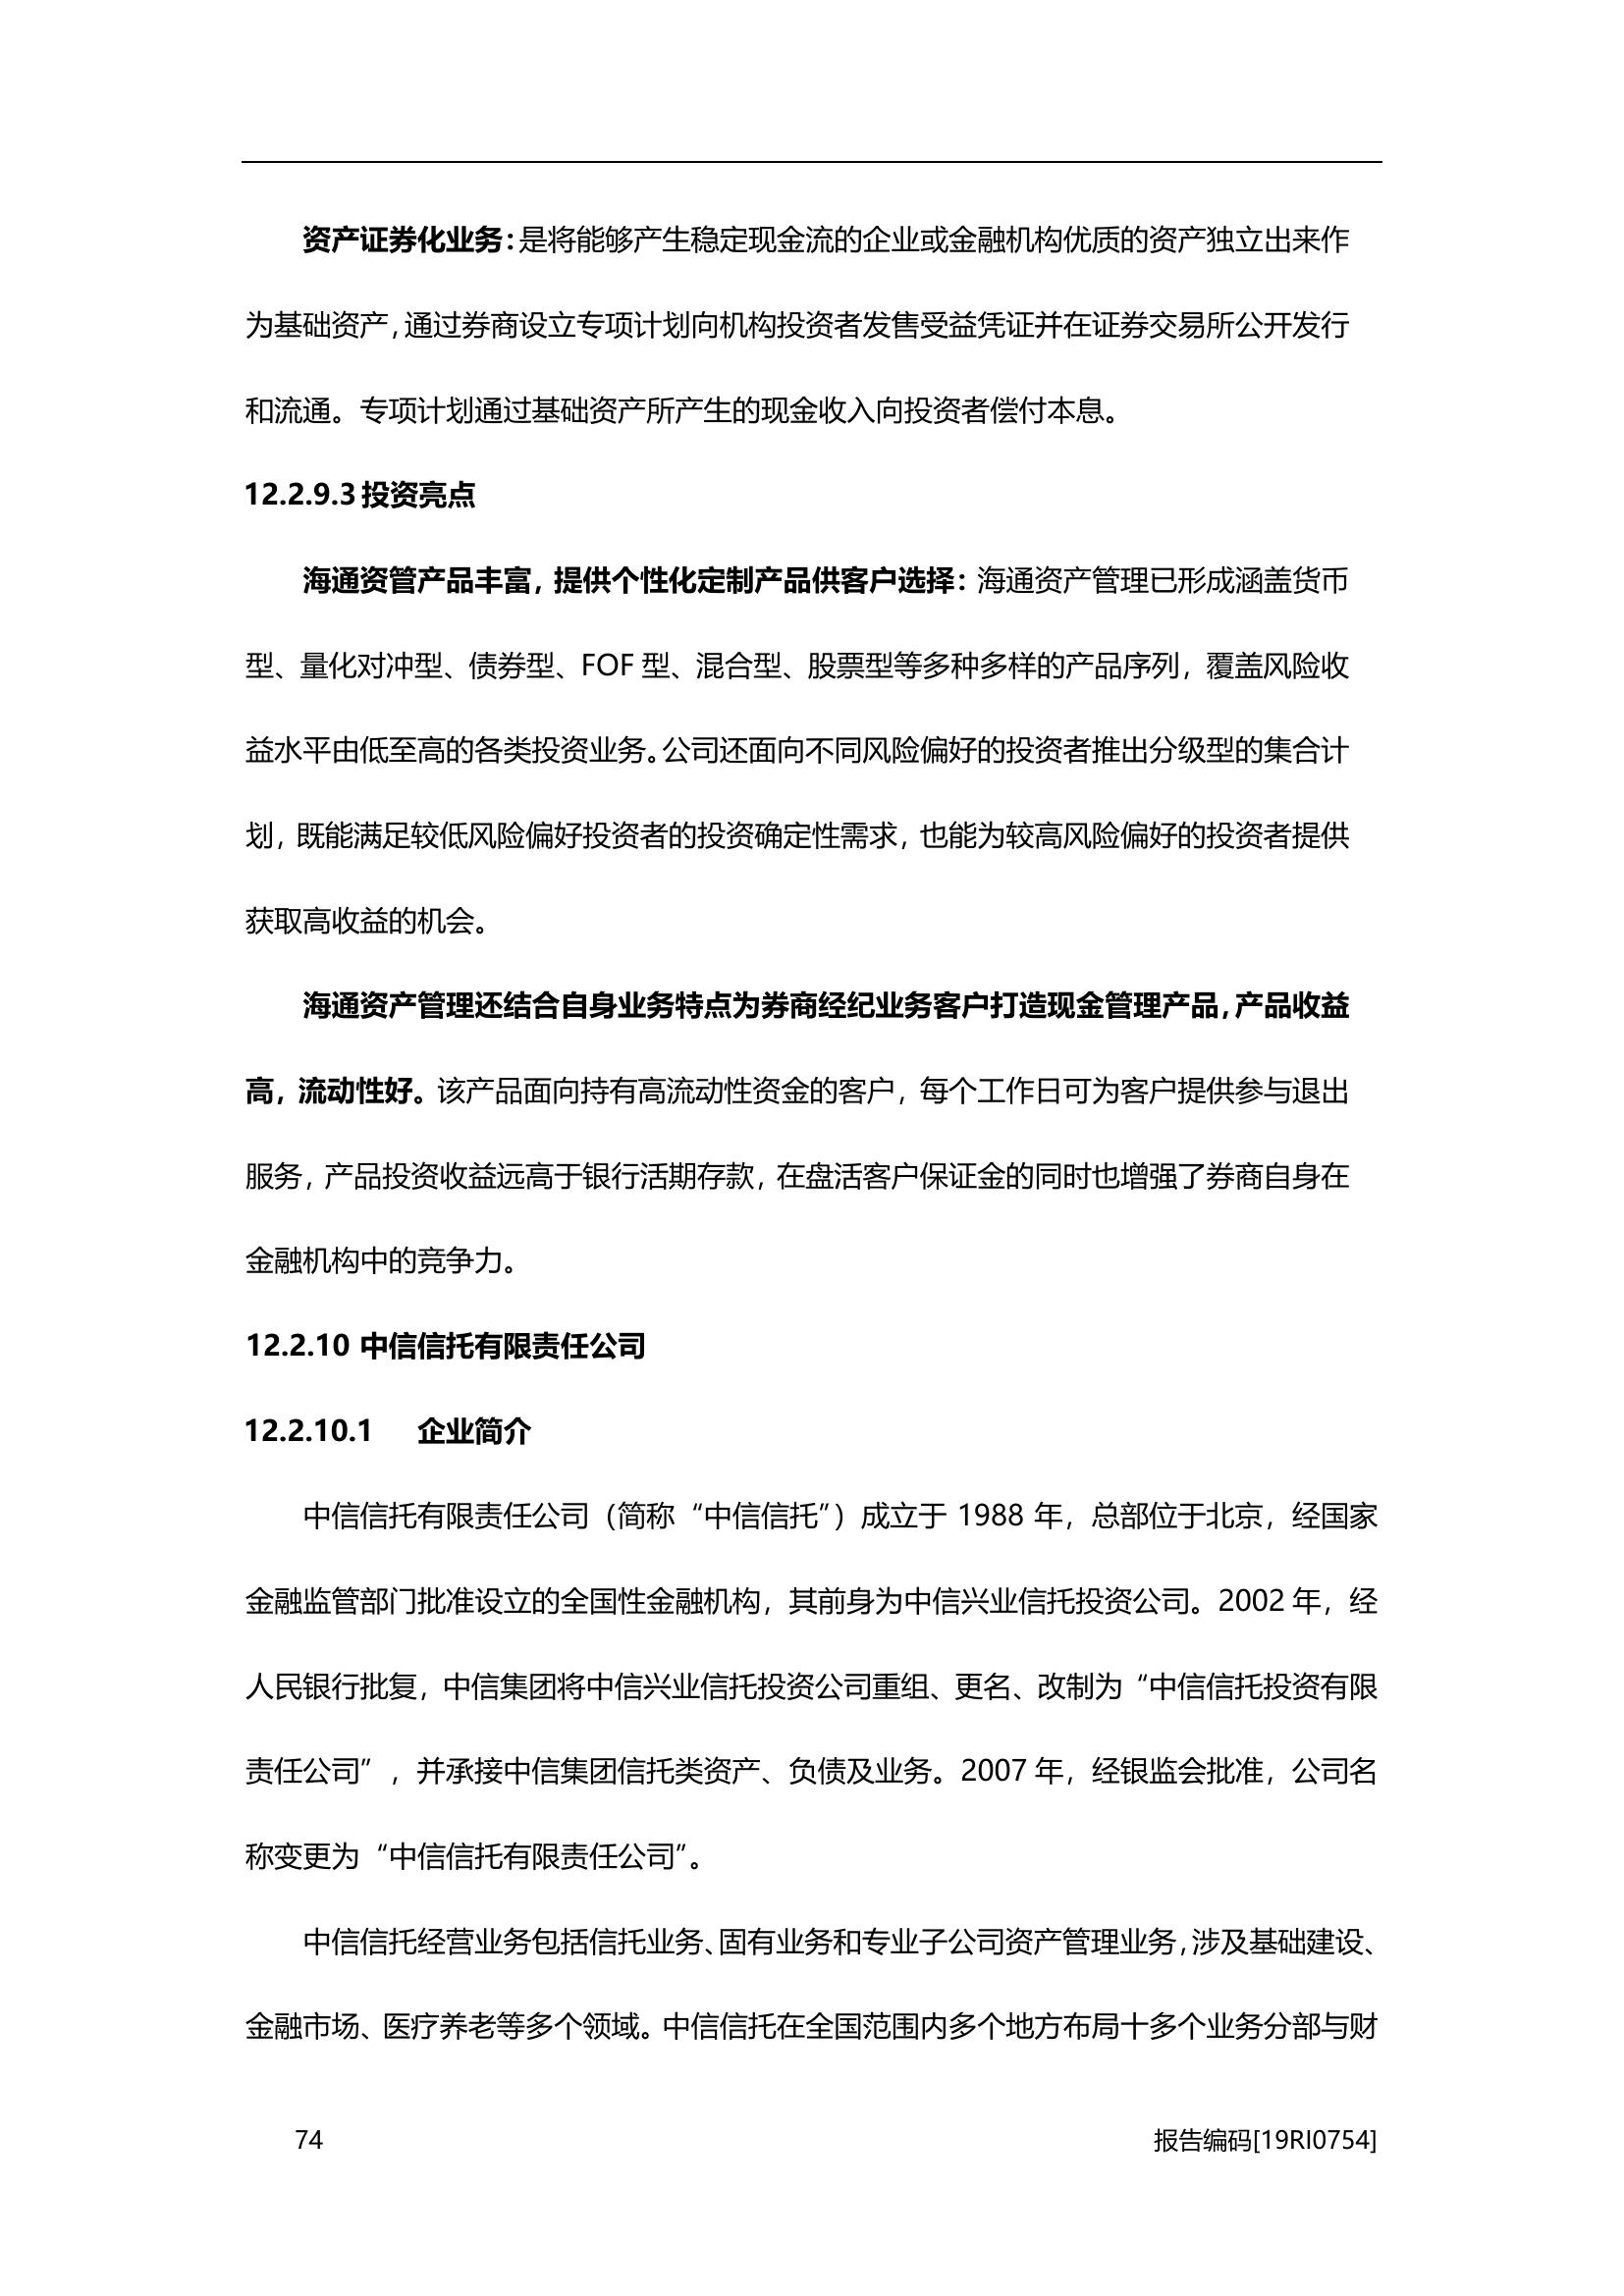 资产证券化业务：是将能够产生稳定现金流的企业或金融机构优质的资产独立出来作
为基础资产，通过券商设立专项计划向机构投资者发售受益凭证并在证券交易所公开发行
和流通。专项计划通过基础资产所产生的现金收入向投资者偿付本息。
12.2.9.3 投资亮点
海通资管产品丰富，提供个性化定制产品供客户选择：海通资产管理已形成涵盖货币
型、量化对冲型、债券型、FOF 型、混合型、股票型等多种多样的产品序列，覆盖风险收
益水平由低至高的各类投资业务。公司还面向不同风险偏好的投资者推出分级型的集合计
划，既能满足较低风险偏好投资者的投资确定性需求，也能为较高风险偏好的投资者提供
获取高收益的机会。
海通资产管理还结合自身业务特点为券商经纪业务客户打造现金管理产品，产品收益
高，流动性好。该产品面向持有高流动性资金的客户，每个工作日可为客户提供参与退出
服务，产品投资收益远高于银行活期存款，在盘活客户保证金的同时也增强了券商自身在
金融机构中的竞争力。
12.2.10 中信信托有限责任公司
12.2.10.1 企业简介
中信信托有限责任公司（简称“中信信托”）成立于 1988 年，总部位于北京，经国家
金融监管部门批准设立的全国性金融机构，其前身为中信兴业信托投资公司。2002 年，经
人民银行批复，中信集团将中信兴业信托投资公司重组、更名、改制为“中信信托投资有限
责任公司”，并承接中信集团信托类资产、负债及业务。2007 年，经银监会批准，公司名
称变更为“中信信托有限责任公司”。
中信信托经营业务包括信托业务、固有业务和专业子公司资产管理业务，涉及基础建设、
金融市场、医疗养老等多个领域。中信信托在全国范围内多个地方布局十多个业务分部与财
74 报告编码[19RI0754]